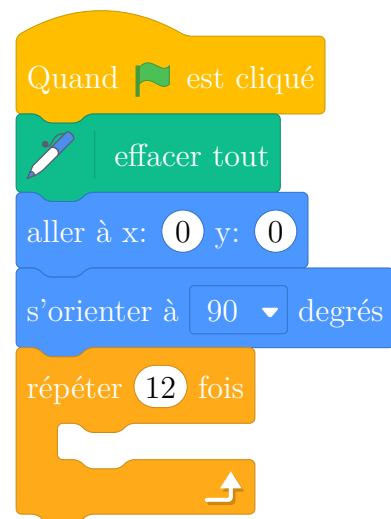 Quand est cliqué
effacer tout
aller à x: 0 y: 0
s'orienter à 90 degrés
répéter 12 fois